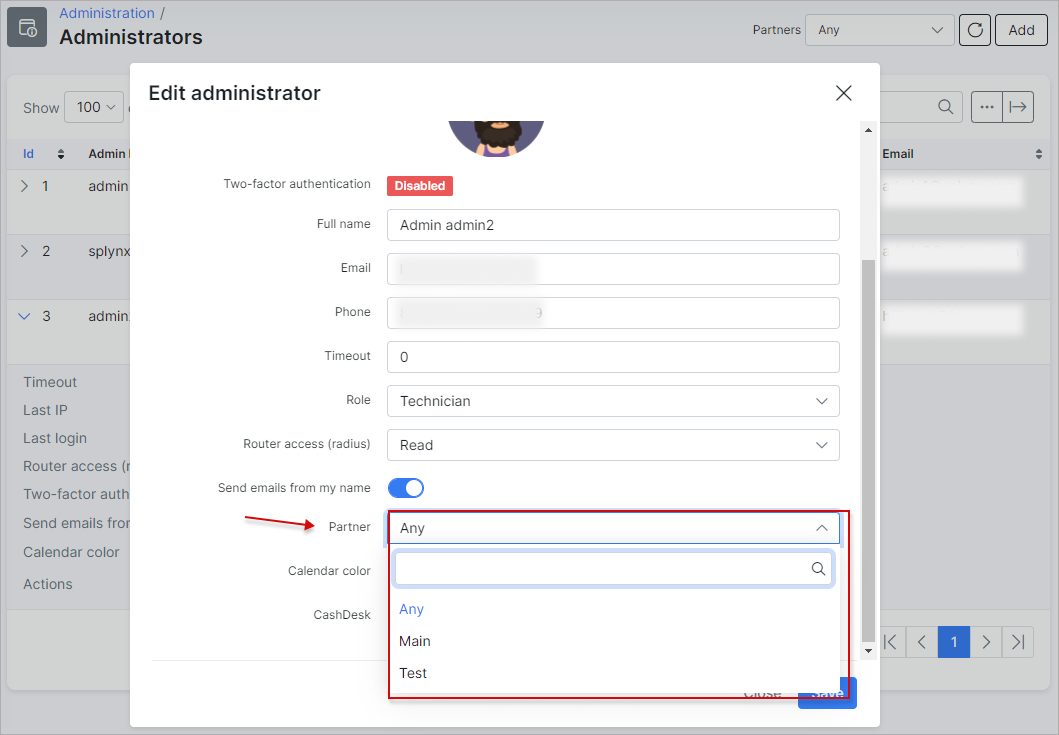 Administration /
Administrators
Partners Any Add
Edit administrator
Show 100
Id Admin Email
1 admin
2 splynx
3 admin
Two-factor authentication Disabled
Full name Admin admin2
Email
Phone 9
Timeout 0
Role Technician
Router access (radius) Read
Send emails from my name
Partner Any
Calendar color
CashDesk
Any
Main
Test
Close Save
Timeout
Last IP
Last login
Router access (r
Two-factor auth
Send emails from
Calendar color
Actions
1